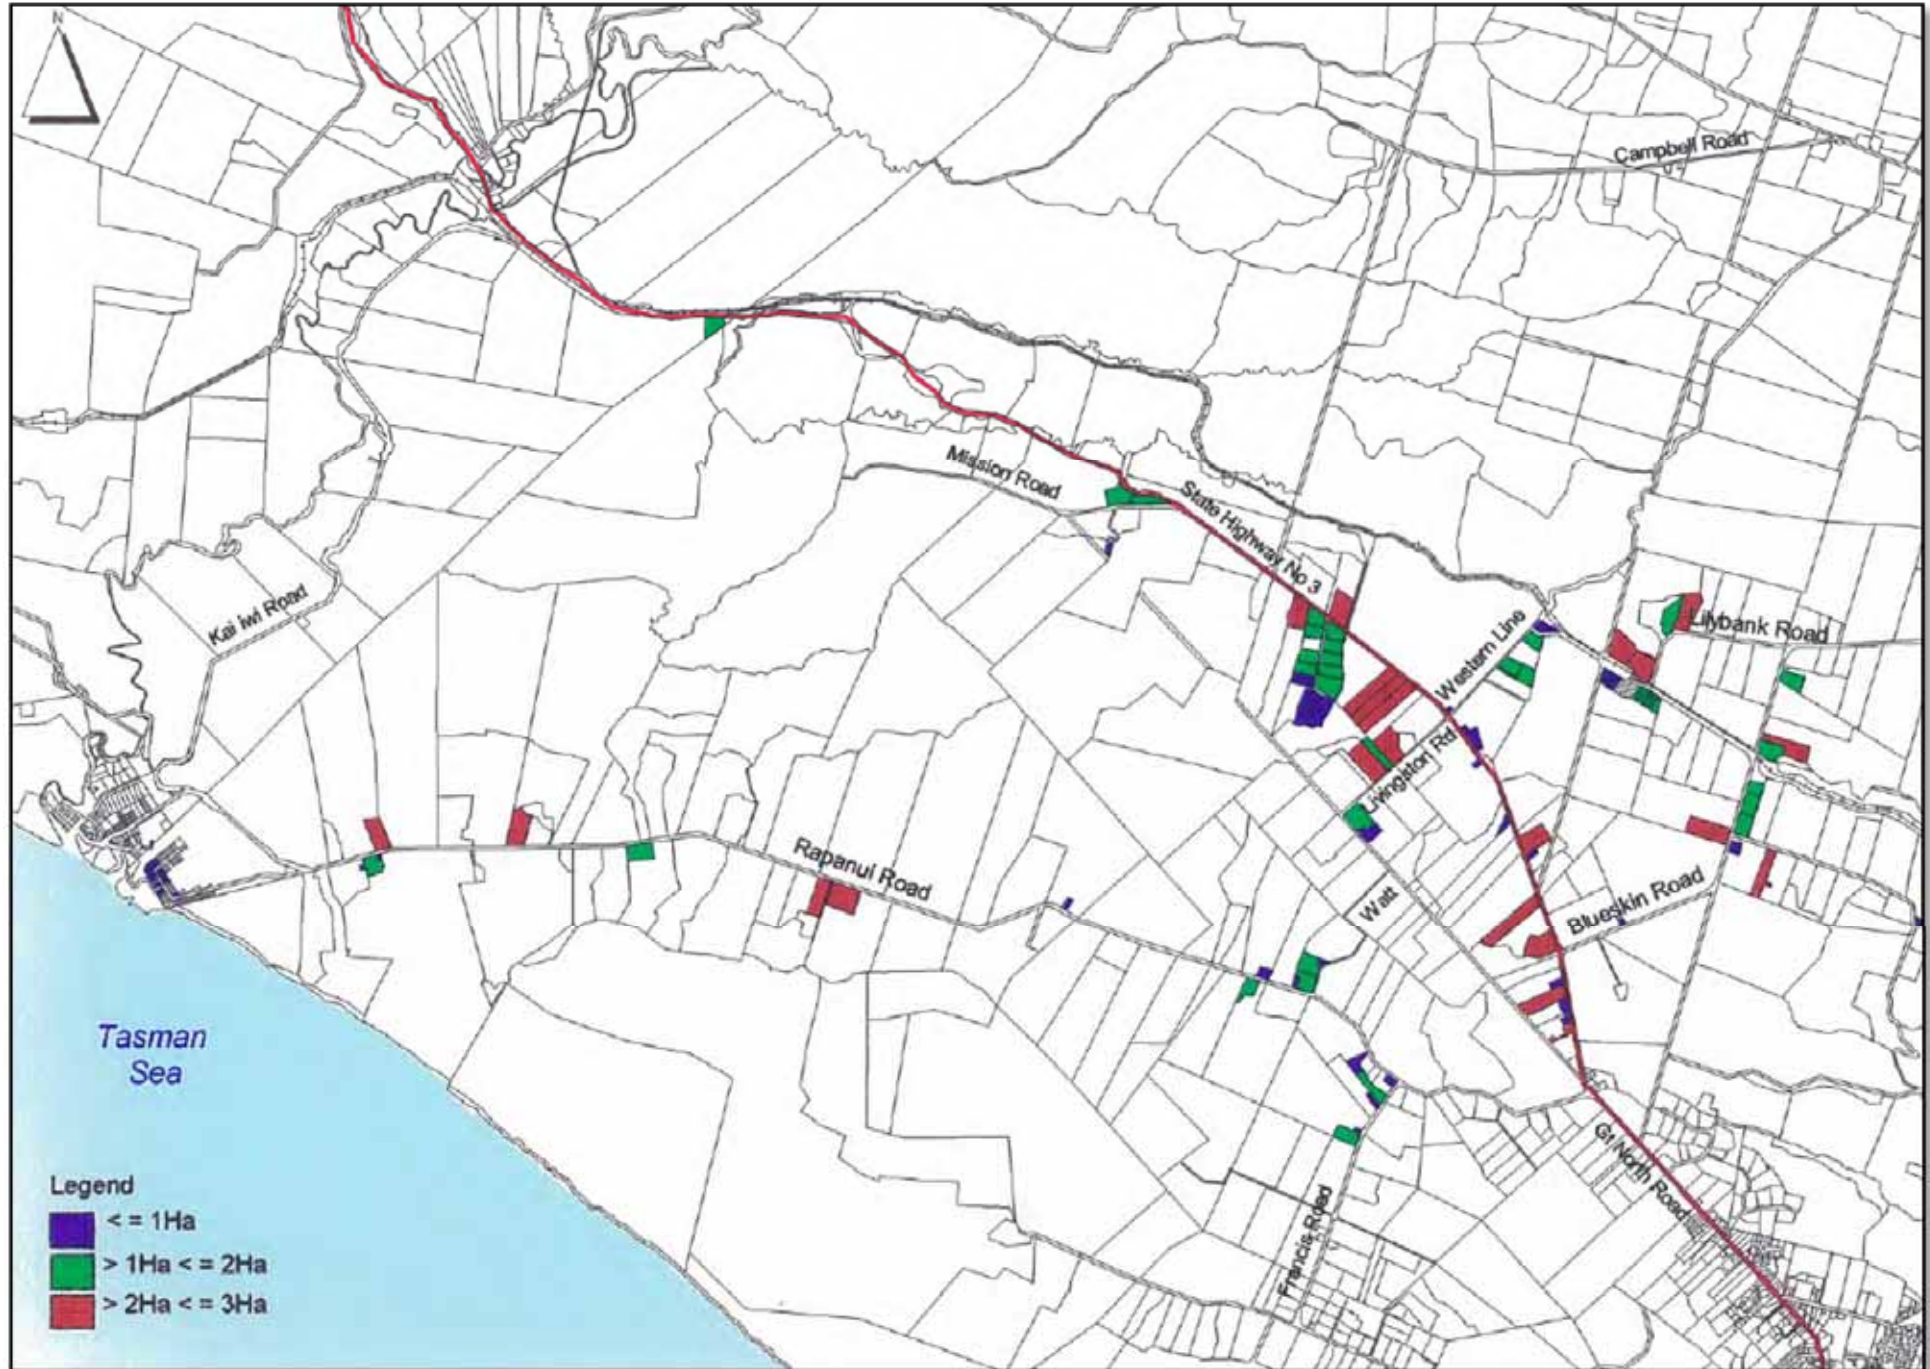 N
Campbell Road
Mission Road
State Highway No 3
Kai Iwi Road
Western Line
Lilybank Road
Livingston Rd
Rapanui Road
Watt
Blueskin Road
Tasman
Sea
Gt North Road
Francis Road
Legend
< = 1Ha
> 1Ha < = 2Ha
> 2Ha < = 3Ha